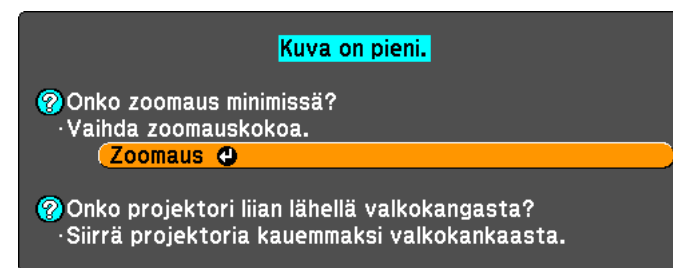 Kuva on pieni.
Onko zoomaus minimissä?
·Vaihda zoomauskokoa.
Zoomaus
Onko projektori liian lähellä valkokangasta?
·Siirrä projektoria kauemmaksi valkokankaasta.